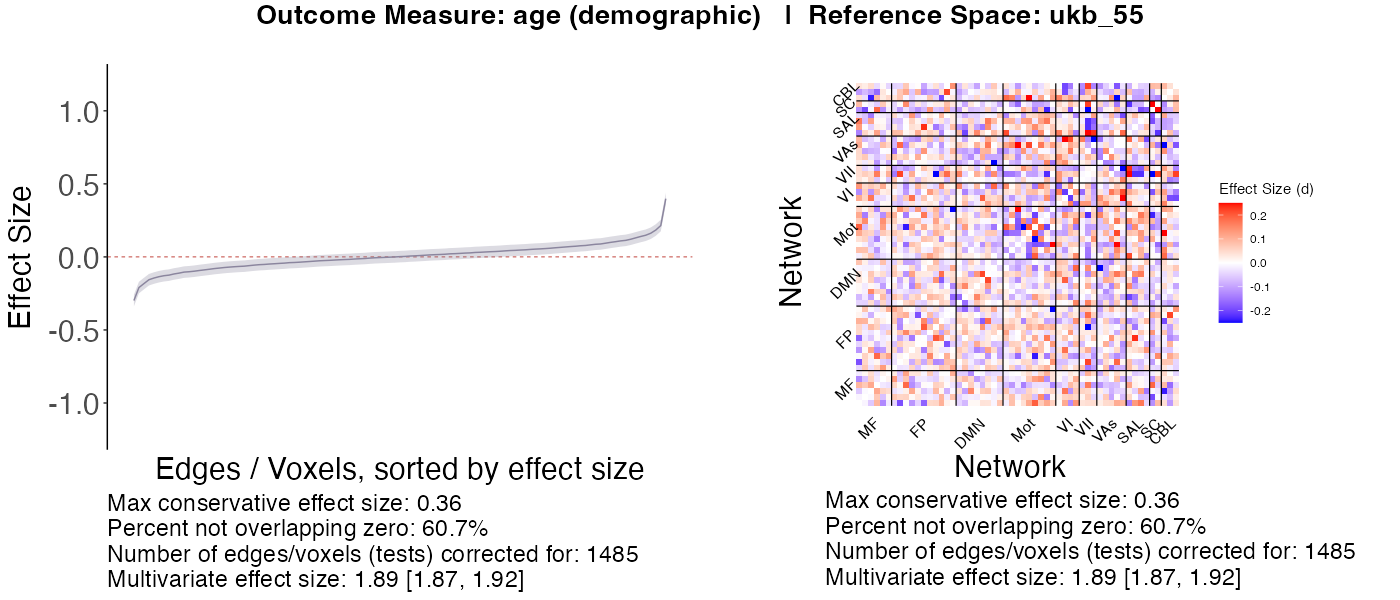 Outcome Measure: age (demographic) | Reference Space: ukb_55
1.0
0.5
0.0
-0.5
-1.0
Effect Size
Edges / Voxels, sorted by effect size
Max conservative effect size: 0.36
Percent not overlapping zero: 60.7%
Number of edges/voxels (tests) corrected for: 1485
Multivariate effect size: 1.89 [1.87, 1.92]
CBL
SC
SAL
VAs
VII
VI
Mot
DMN
FP
MF
Network
MF
FP
DMN
Mot
VI
VII
VAs
SAL
SC
CBL
Network
Effect Size (d)
0.2
0.1
0.0
-0.1
-0.2
Max conservative effect size: 0.36
Percent not overlapping zero: 60.7%
Number of edges/voxels (tests) corrected for: 1485
Multivariate effect size: 1.89 [1.87, 1.92]